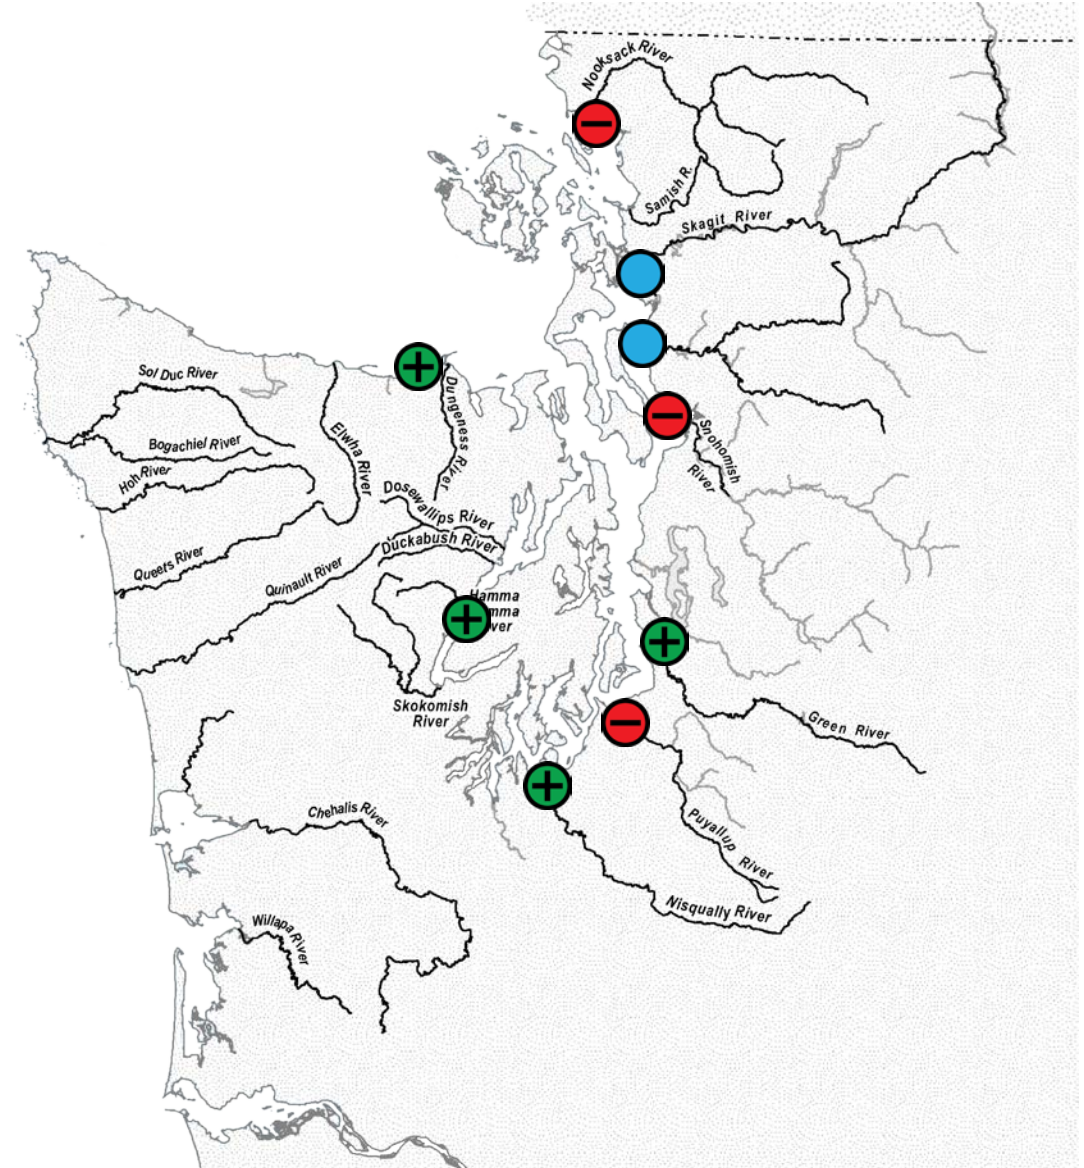 Nooksack River
Samish R.
Skagit River
Sol Duc River
Dungeness River
Elwha River
Bogachiel River
Snohomish
River
Hoh River
Dosewallips River
Duckabush River
Queets River
Quinault River
Hamma
Skokomish
River
Green River
Chehalis River
Puyallup
River
Nisqually River
Willapa River